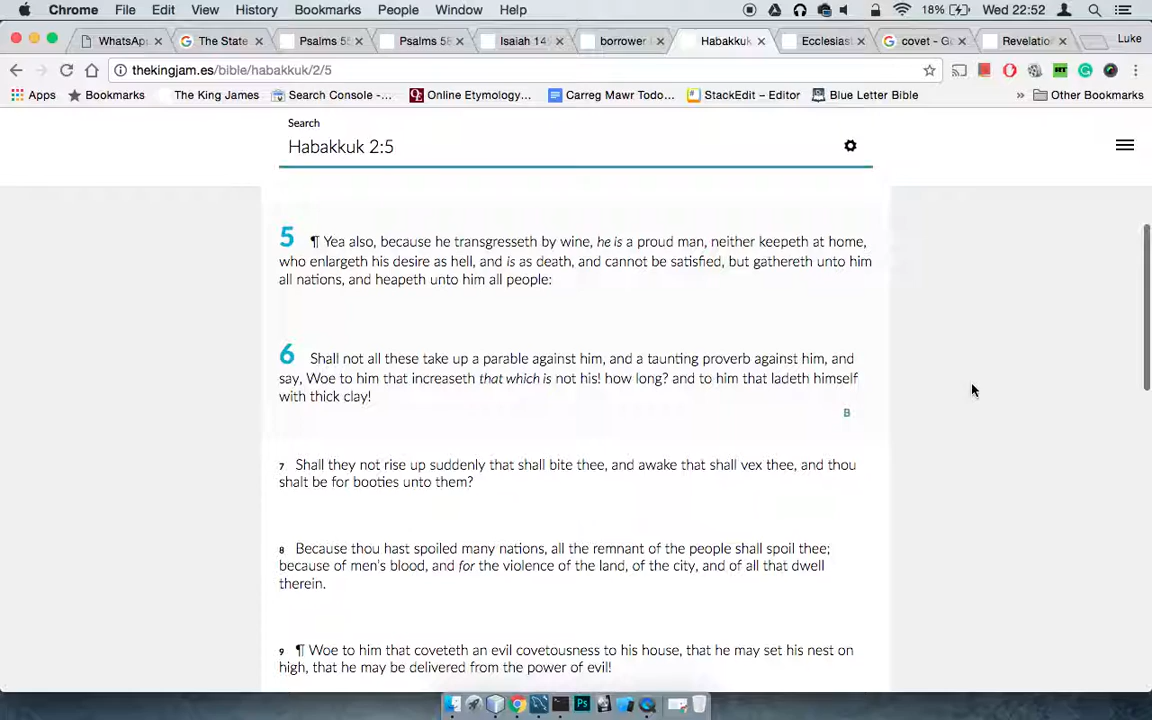 Chrome File Edit View History Bookmarks People Window Help 18% Wed 22:52
WhatsAp The State Psalms 55 Psalms 58 Isaiah 14 borrower Habakkuk Ecclesiast covet - G Revelatio Luke
thekingjam.es/bible/habakkuk/2/5
Apps Bookmarks The King James Search Console -... Online Etymology... Carreg Mawr Todo... StackEdit – Editor Blue Letter Bible » Other Bookmarks
Search
Habakkuk 2:5
5 ¶ Yea also, because he transgresseth by wine, he is a proud man, neither keepeth at home,
who enlargeth his desire as hell, and is as death, and cannot be satisfied, but gathereth unto him
all nations, and heapeth unto him all people:
6 Shall not all these take up a parable against him, and a taunting proverb against him, and
say, Woe to him that increaseth that which is not his! how long? and to him that ladeth himself
with thick clay!
B
7 Shall they not rise up suddenly that shall bite thee, and awake that shall vex thee, and thou
shalt be for booties unto them?
8 Because thou hast spoiled many nations, all the remnant of the people shall spoil thee;
because of men's blood, and for the violence of the land, of the city, and of all that dwell
therein.
9 ¶ Woe to him that coveteth an evil covetousness to his house, that he may set his nest on
high, that he may be delivered from the power of evil!
Ps